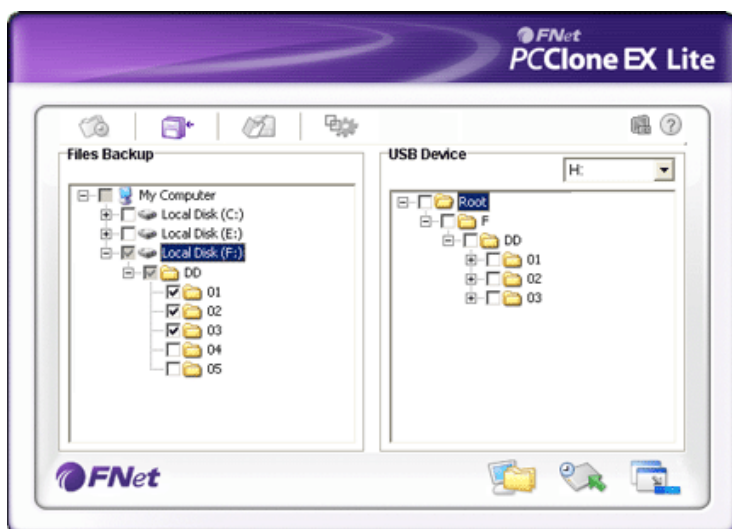 FNet
PCClone EX Lite
?
Files Backup
USB Device
H:
My Computer
Local Disk (C:)
Local Disk (E:)
Local Disk (F:)
DD
01
02
03
04
05
Root
F
DD
01
02
03
FNet